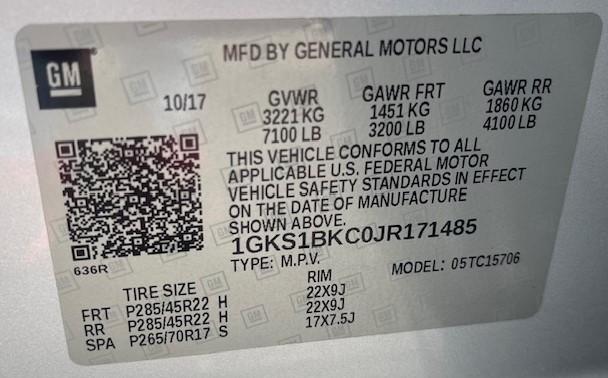 GM
MFD BY GENERAL MOTORS LLC
10/17 GVWR GAWR FRT GAWR RR
3221 KG 1451 KG 1860 KG
7100 LB 3200 LB 4100 LB
THIS VEHICLE CONFORMS TO ALL
APPLICABLE U.S. FEDERAL MOTOR
VEHICLE SAFETY STANDARDS IN EFFECT
ON THE DATE OF MANUFACTURE
SHOWN ABOVE.
1GKS1BKC0JR171485
636R
TYPE: M.P.V. MODEL: 05TC15706
TIRE SIZE RIM
FRT P285/45R22 H 22X9J
RR P285/45R22 H 22X9J
SPA P265/70R17 S 17X7.5J